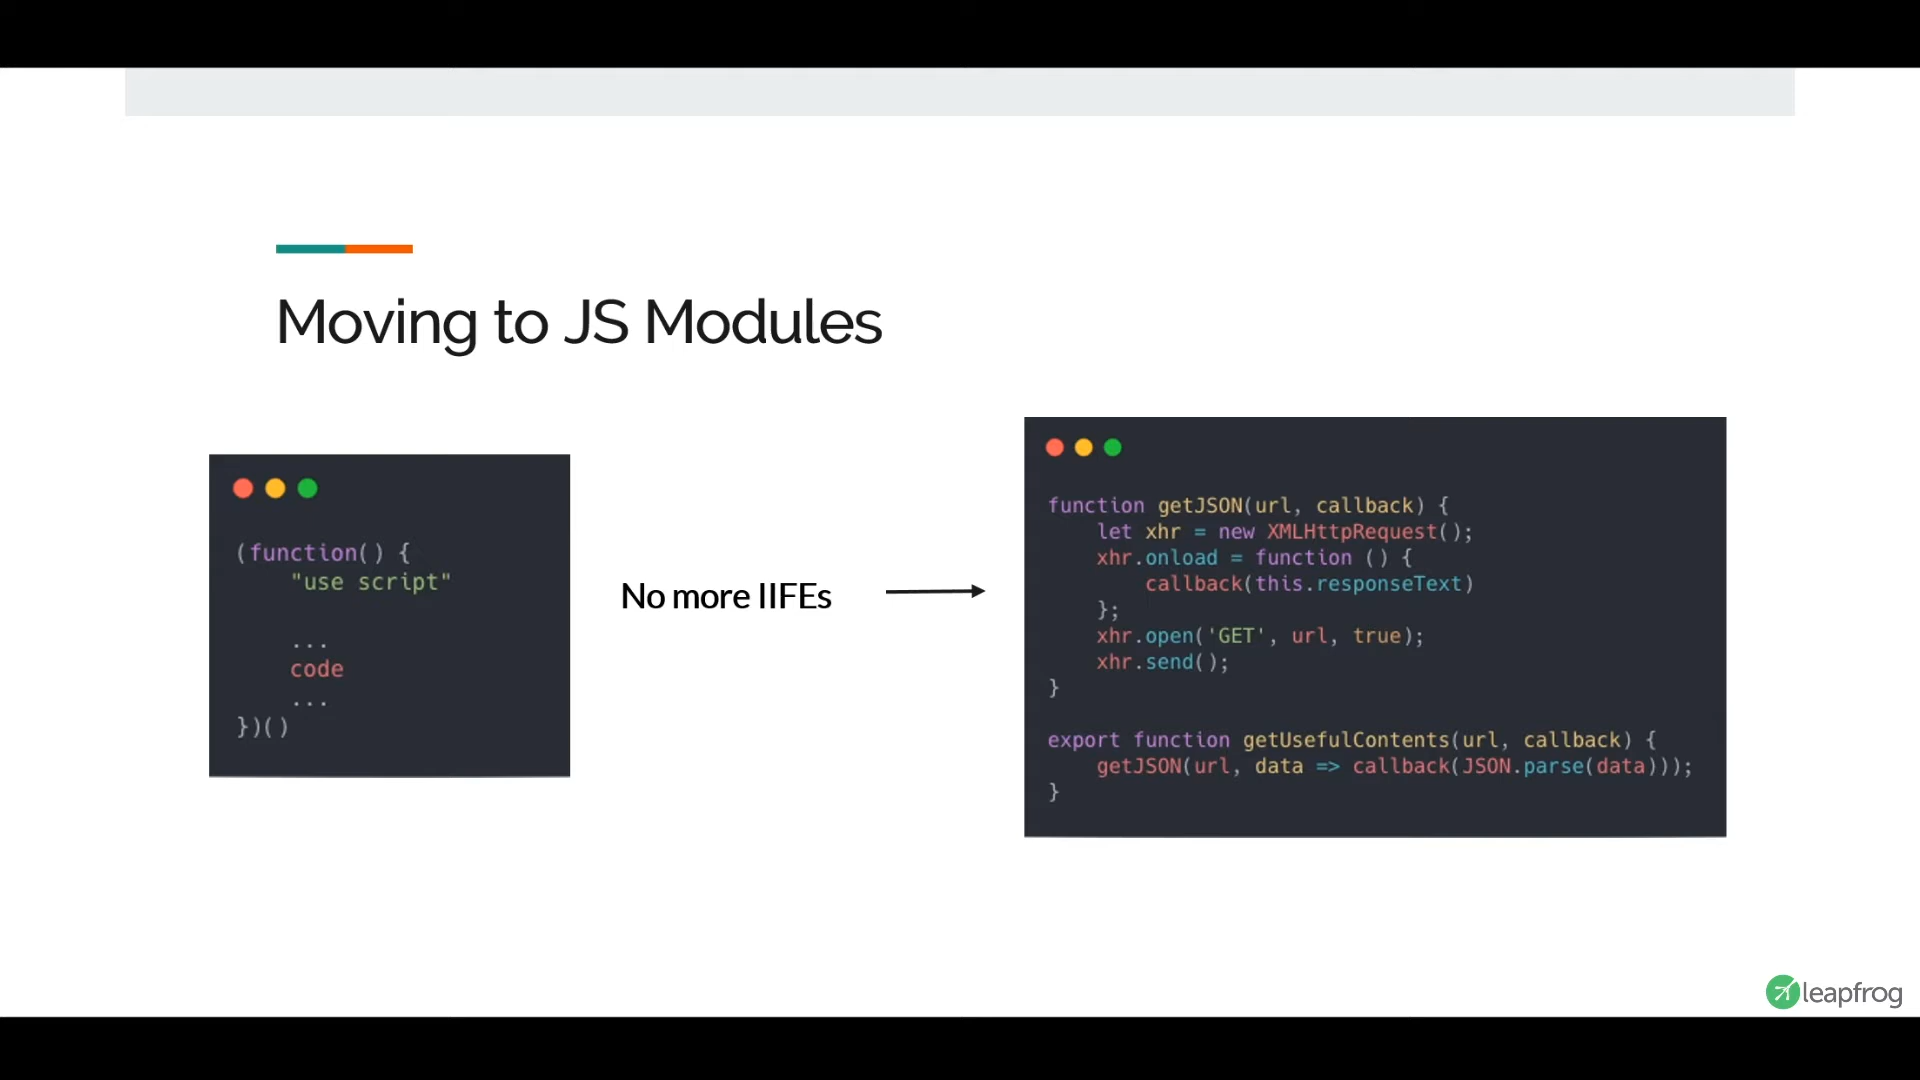 Moving to JS Modules
(function() {
    "use script"

    ...
    code
    ...
})()
No more IIFEs
function getJSON(url, callback) {
    let xhr = new XMLHttpRequest();
    xhr.onload = function () {
        callback(this.responseText)
    };
    xhr.open('GET', url, true);
    xhr.send();
}

export function getUsefulContents(url, callback) {
    getJSON(url, data => callback(JSON.parse(data)));
}
leapfrog